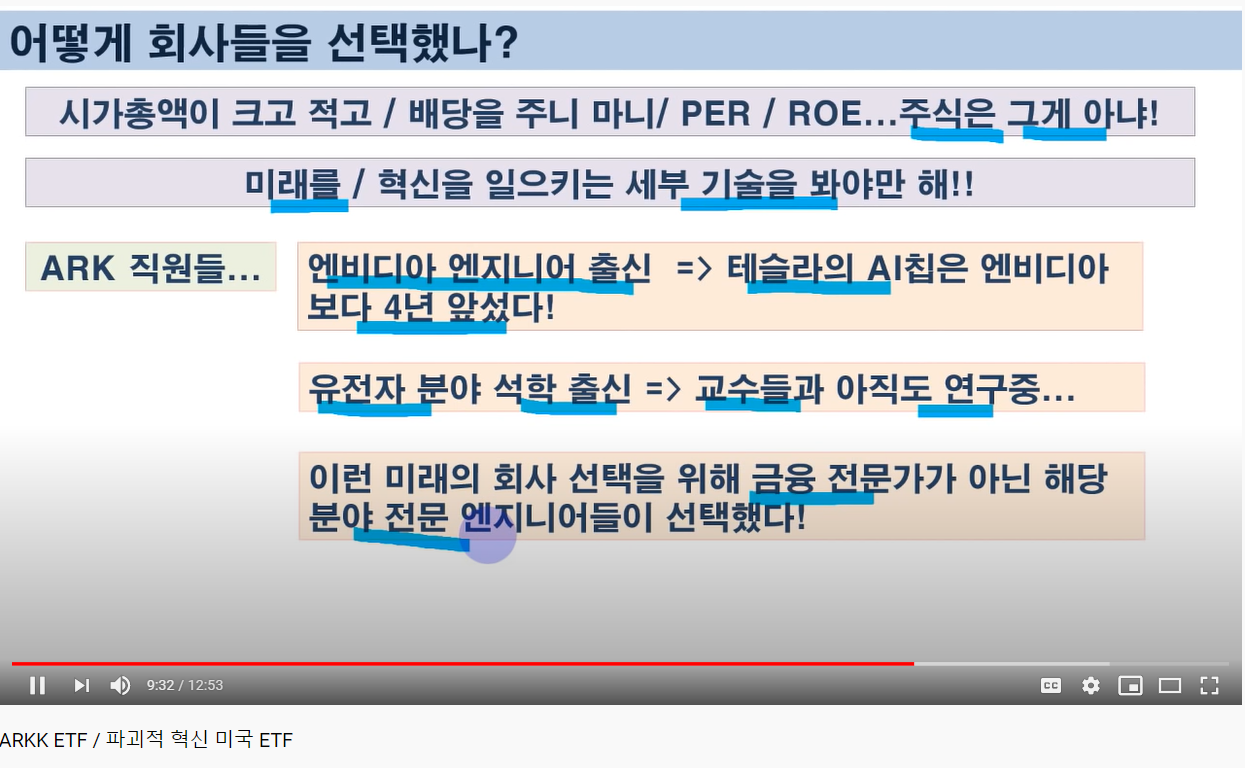 어떻게 회사들을 선택했나?
시가총액이 크고 적고 / 배당을 주니 마니/ PER / ROE...주식은 그게 아냐!
미래를 / 혁신을 일으키는 세부 기술을 봐야만 해!!
ARK 직원들...
엔비디아 엔지니어 출신 => 테슬라의 AI칩은 엔비디아
보다 4년 앞섰다!
유전자 분야 석학 출신 => 교수들과 아직도 연구중...
이런 미래의 회사 선택을 위해 금융 전문가가 아닌 해당
분야 전문 엔지니어들이 선택했다!
9:32 / 12:53
CC
ARKK ETF / 파괴적 혁신 미국 ETF